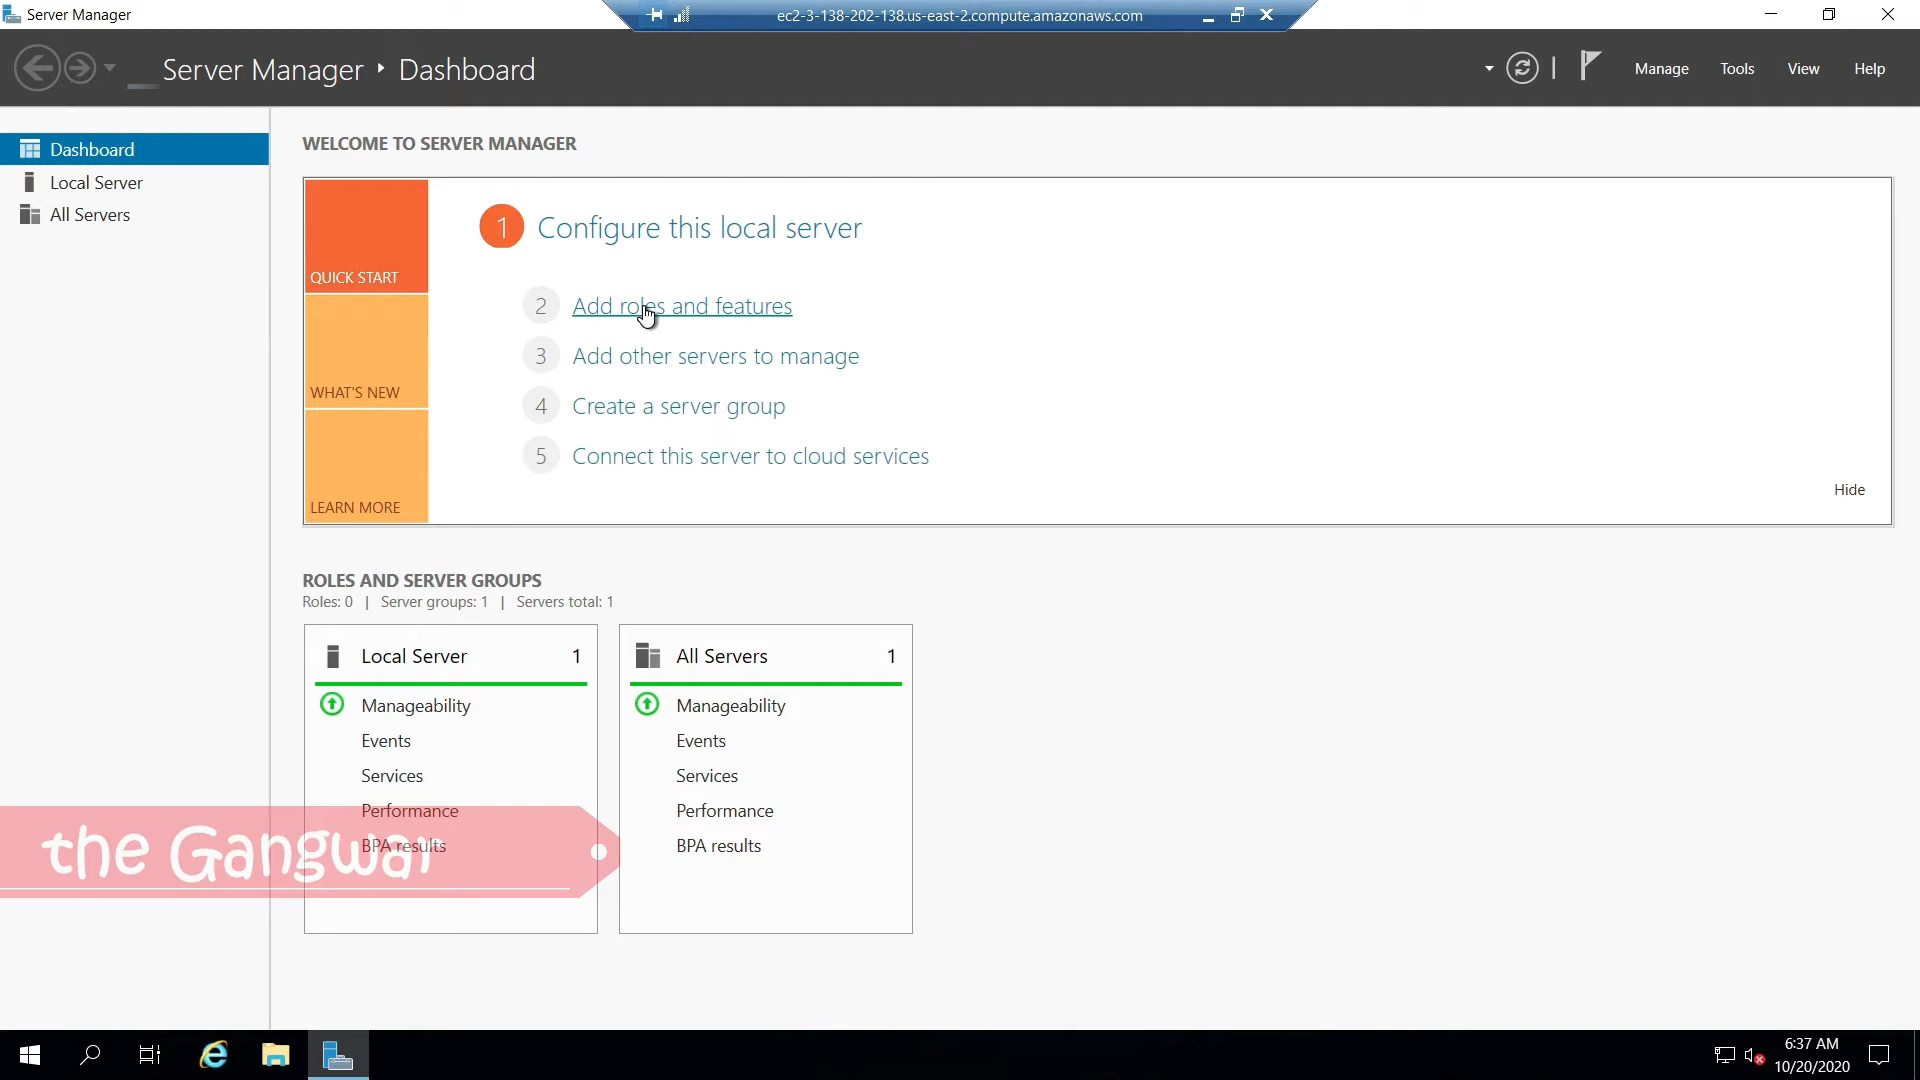 Server Manager
ec2-3-138-202-138.us-east-2.compute.amazonaws.com
Server Manager ‣ Dashboard
Manage
Tools
View
Help
Dashboard
Local Server
All Servers
WELCOME TO SERVER MANAGER
QUICK START
WHAT'S NEW
LEARN MORE
1 Configure this local server
2 Add roles and features
3 Add other servers to manage
4 Create a server group
5 Connect this server to cloud services
Hide
ROLES AND SERVER GROUPS
Roles: 0 | Server groups: 1 | Servers total: 1
Local Server 1
Manageability
Events
Services
Performance
BPA results
All Servers 1
Manageability
Events
Services
Performance
BPA results
the Gangwar
6:37 AM
10/20/2020